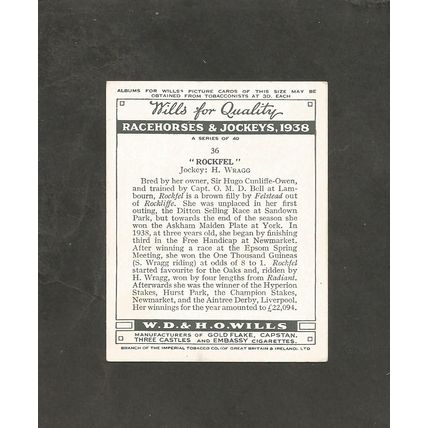 ALBUMS FOR WILLS'S PICTURE CARDS OF THIS SIZE MAY BE
OBTAINED FROM TOBACCONISTS AT 3D. EACH
Wills for Quality
RACEHORSES & JOCKEYS, 1938
A SERIES OF 40
36
"ROCKFEL"
Jockey: H. WRAGG
Bred by her owner, Sir Hugo Cunliffe-Owen,
and trained by Capt. O. M. D. Bell at Lam-
bourn, Rockfel is a brown filly by Felstead out
of Rockliffe. She was unplaced in her first
outing, the Ditton Selling Race at Sandown
Park, but towards the end of the season she
won the Askham Maiden Plate at York. In
1938, at three years old, she began by finishing
third in the Free Handicap at Newmarket.
After winning a race at the Epsom Spring
Meeting, she won the One Thousand Guineas
(S. Wragg riding) at odds of 8 to 1. Rockfel
started favourite for the Oaks and, ridden by
H. Wragg, won by four lengths from Radiant.
Afterwards she was the winner of the Hyperion
Stakes, Hurst Park, the Champion Stakes,
Newmarket, and the Aintree Derby, Liverpool.
Her winnings for the year amounted to £22,094.
W.D. & H.O. WILLS
MANUFACTURERS OF GOLD FLAKE, CAPSTAN,
THREE CASTLES AND EMBASSY CIGARETTES.
BRANCH OF THE IMPERIAL TOBACCO CO. (OF GREAT BRITAIN & IRELAND), LTD